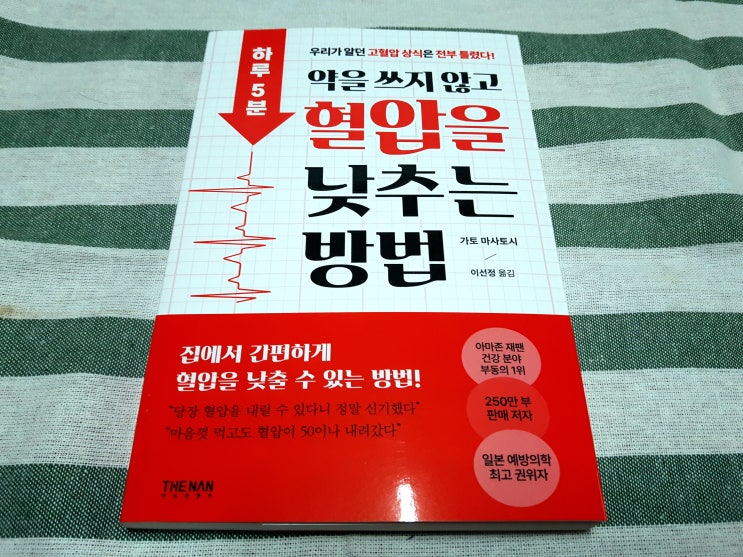 하루 5분
우리가 알던 고혈압 상식은 전부 틀렸다!
약을 쓰지 않고
혈압을
낮추는
방법
가토 마사토시
이선정 옮김
집에서 간편하게
혈압을 낮출 수 있는 방법!
"당장 혈압을 내릴 수 있다니 정말 신기했다"
"마음껏 먹고도 혈압이 50이나 내려갔다"
아마존 재팬
건강 분야
부동의 1위
250만 부
판매 저자
일본 예방의학
최고 권위자
THE NAN